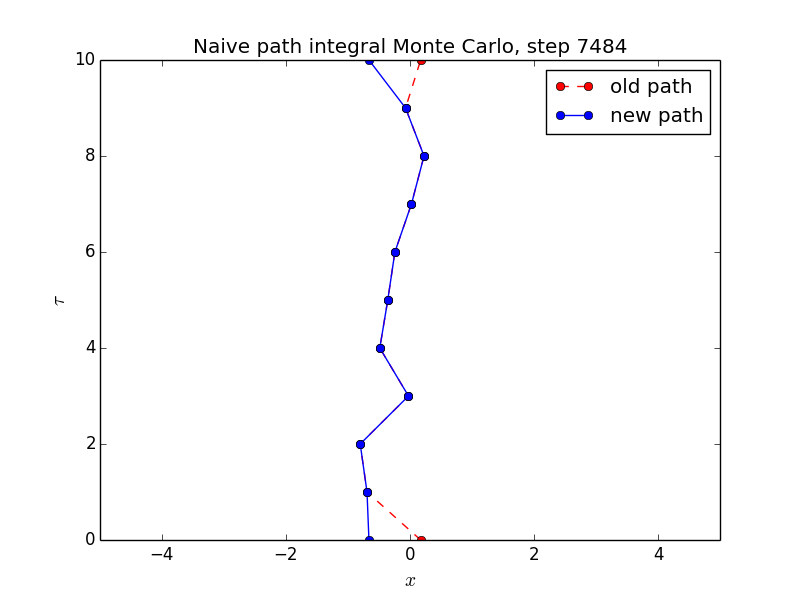 Naive path integral Monte Carlo, step 7484
old path
new path
10
8
6
4
2
0
τ
−4 −2 0 2 4
x